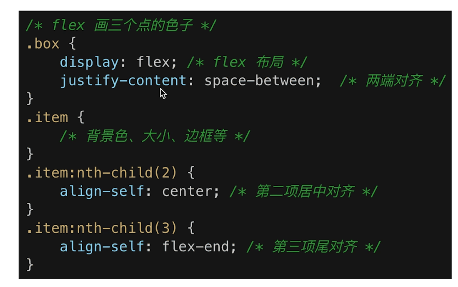 /* flex 画三个点的色子 */
.box {
    display: flex; /* flex 布局 */
    justify-content: space-between;  /* 两端对齐 */
}
.item {
    /* 背景色、大小、边框等 */
}
.item:nth-child(2) {
    align-self: center; /* 第二项居中对齐 */
}
.item:nth-child(3) {
    align-self: flex-end; /* 第三项尾对齐 */
}